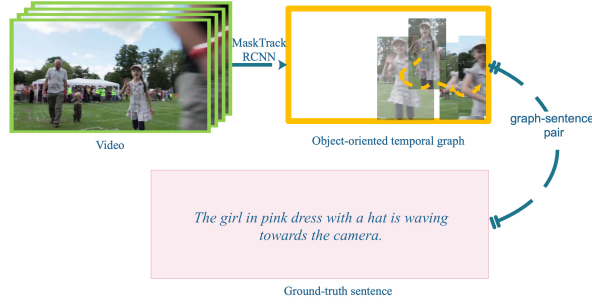 MaskTrack
RCNN
Video
Object-oriented temporal graph
graph-sentence
pair
The girl in pink dress with a hat is waving
towards the camera.
Ground-truth sentence